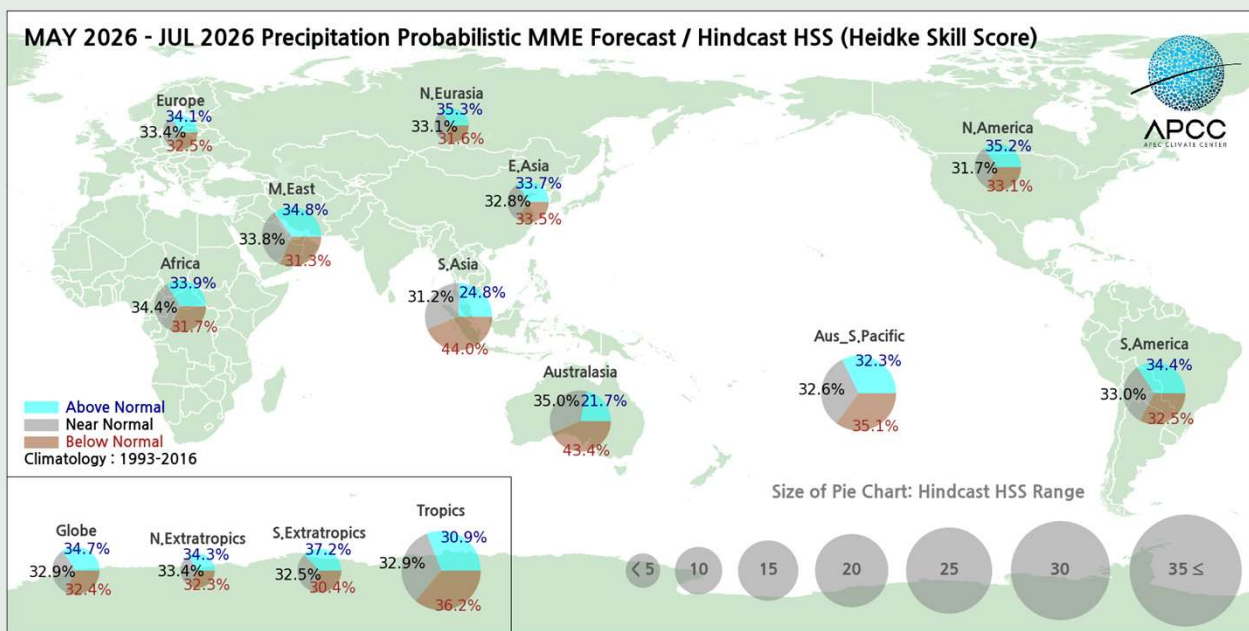 MAY 2026 - JUL 2026 Precipitation Probabilistic MME Forecast / Hindcast HSS (Heidke Skill Score)
APCC
APEC CLIMATE CENTER
Europe
34.1%
33.4%
32.5%
N.Eurasia
35.3%
33.1%
31.6%
N.America
35.2%
31.7%
33.1%
E.Asia
33.7%
32.8%
33.5%
M.East
34.8%
33.8%
31.3%
Africa
33.9%
34.4%
31.7%
S.Asia
31.2%
24.8%
44.0%
Aus_S.Pacific
32.3%
32.6%
35.1%
S.America
34.4%
33.0%
32.5%
Australasia
35.0%
21.7%
43.4%
Above Normal
Near Normal
Below Normal
Climatology : 1993-2016
Globe
34.7%
32.9%
32.4%
N.Extratropics
34.3%
33.4%
32.3%
S.Extratropics
37.2%
32.5%
30.4%
Tropics
30.9%
32.9%
36.2%
Size of Pie Chart: Hindcast HSS Range
< 5
10
15
20
25
30
35 ≤